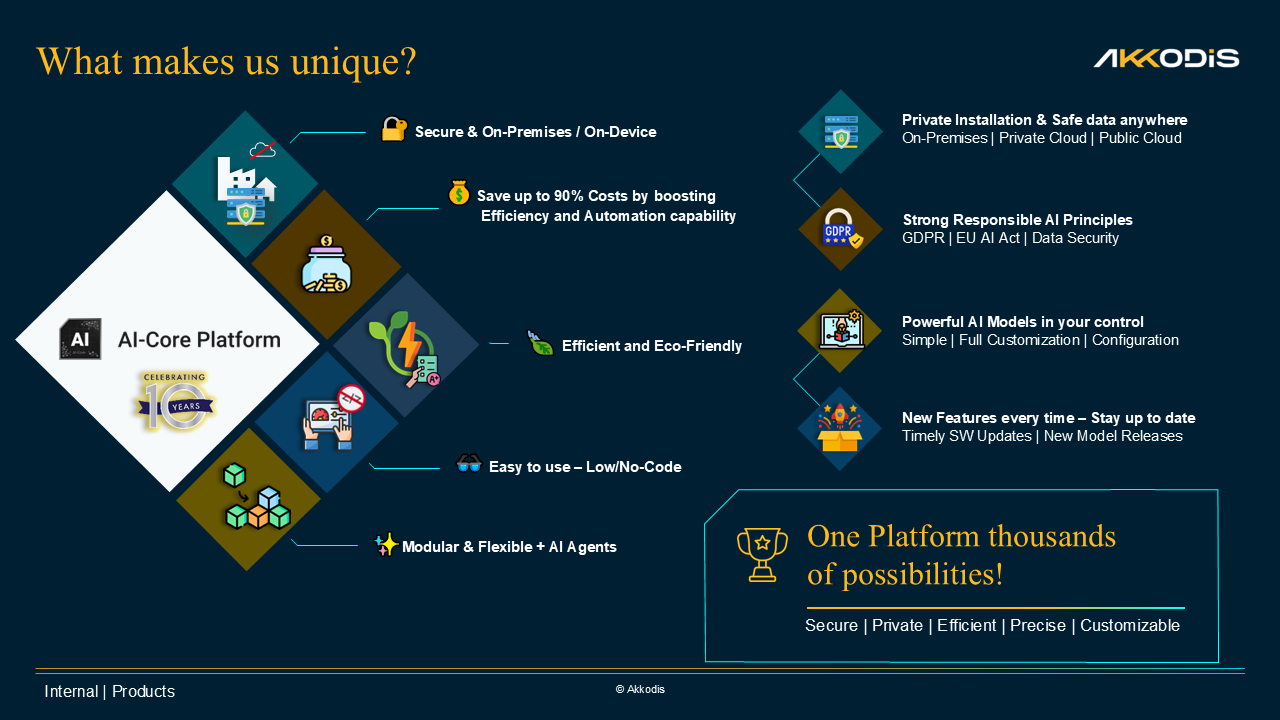 What makes us unique?
AKKODiS
Secure & On-Premises / On-Device
Save up to 90% Costs by boosting
Efficiency and Automation capability
AI
AI-Core Platform
CELEBRATING
10
YEARS
Efficient and Eco-Friendly
A+
Easy to use – Low/No-Code
Modular & Flexible + AI Agents
Private Installation & Safe data anywhere
On-Premises | Private Cloud | Public Cloud
GDPR
Strong Responsible AI Principles
GDPR | EU AI Act | Data Security
Powerful AI Models in your control
Simple | Full Customization | Configuration
New Features every time – Stay up to date
Timely SW Updates | New Model Releases
One Platform thousands
of possibilities!
Secure | Private | Efficient | Precise | Customizable
Internal | Products
© Akkodis